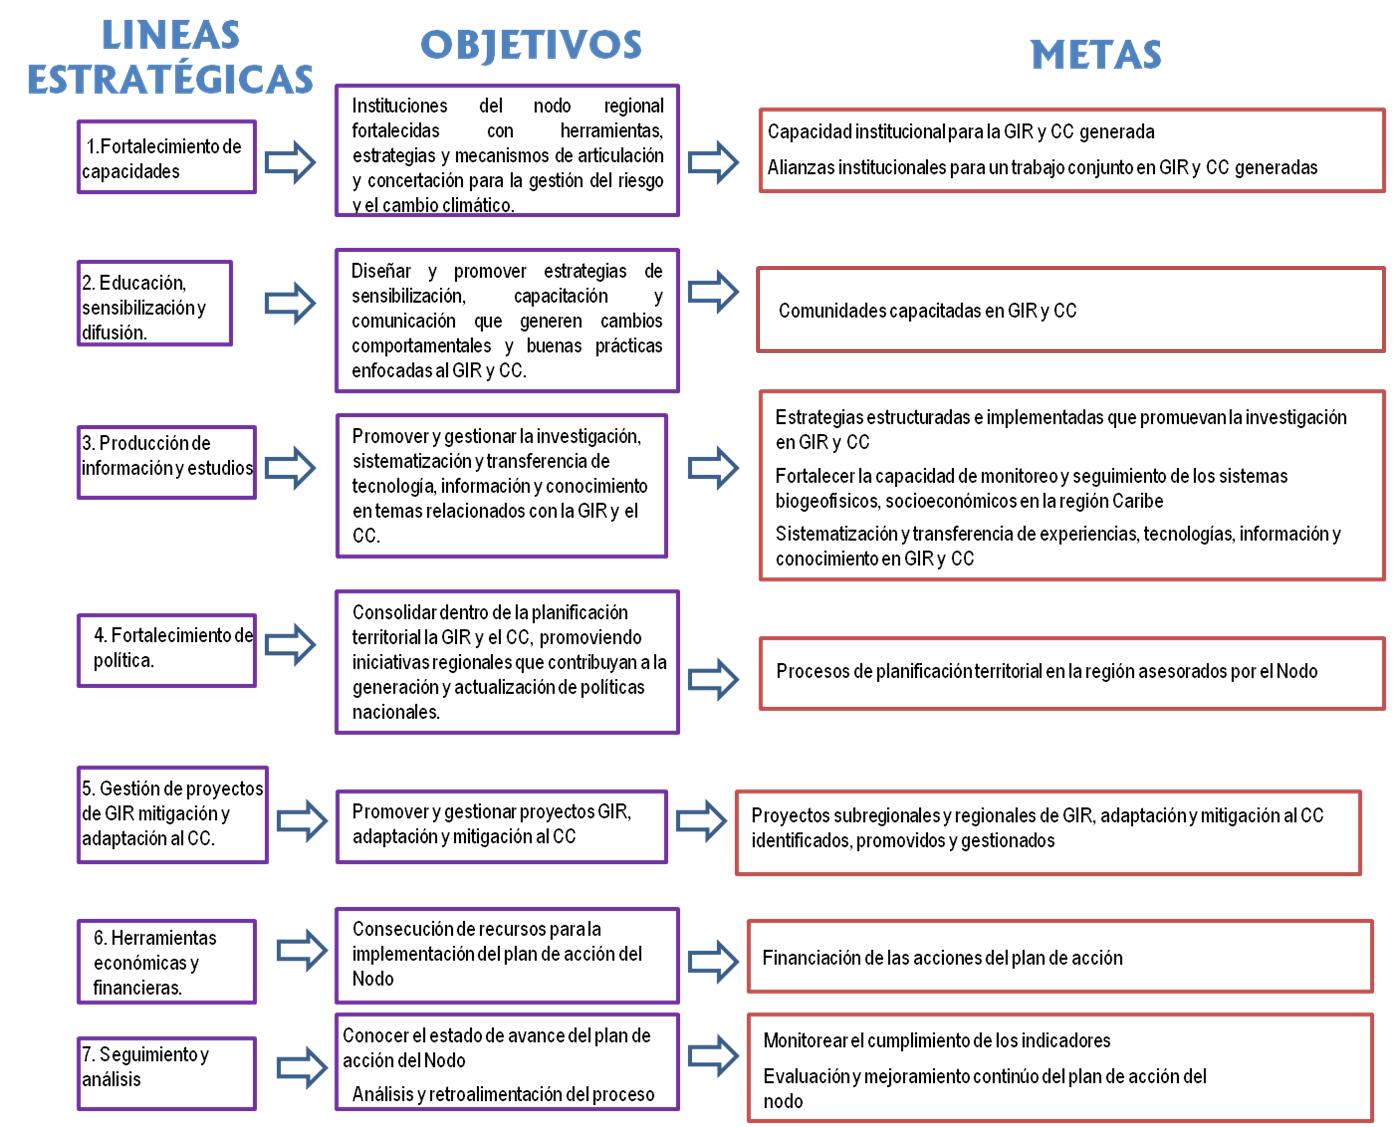 LINEAS
ESTRATÉGICAS
OBJETIVOS
METAS
1.Fortalecimiento de
capacidades
Instituciones del nodo regional
fortalecidas con herramientas,
estrategias y mecanismos de articulación
y concertación para la gestión del riesgo
y el cambio climático.
Capacidad institucional para la GIR y CC generada
Alianzas institucionales para un trabajo conjunto en GIR y CC generadas
2. Educación,
sensibilización y
difusión.
Diseñar y promover estrategias de
sensibilización, capacitación y
comunicación que generen cambios
comportamentales y buenas prácticas
enfocadas al GIR y CC.
Comunidades capacitadas en GIR y CC
3. Producción de
información y estudios
Promover y gestionar la investigación,
sistematización y transferencia de
tecnología, información y conocimiento
en temas relacionados con la GIR y el
CC.
Estrategias estructuradas e implementadas que promuevan la investigación
en GIR y CC
Fortalecer la capacidad de monitoreo y seguimiento de los sistemas
biogeofísicos, socioeconómicos en la región Caribe
Sistematización y transferencia de experiencias, tecnologías, información y
conocimiento en GIR y CC
4. Fortalecimiento de
política.
Consolidar dentro de la planificación
territorial la GIR y el CC, promoviendo
iniciativas regionales que contribuyan a la
generación y actualización de políticas
nacionales.
Procesos de planificación territorial en la región asesorados por el Nodo
5. Gestión de proyectos
de GIR mitigación y
adaptación al CC.
Promover y gestionar proyectos GIR,
adaptación y mitigación al CC
Proyectos subregionales y regionales de GIR, adaptación y mitigación al CC
identificados, promovidos y gestionados
6. Herramientas
económicas y
financieras.
Consecución de recursos para la
implementación del plan de acción del
Nodo
Financiación de las acciones del plan de acción
7. Seguimiento y
análisis
Conocer el estado de avance del plan de
acción del Nodo
Análisis y retroalimentación del proceso
Monitorear el cumplimiento de los indicadores
Evaluación y mejoramiento continúo del plan de acción del
nodo